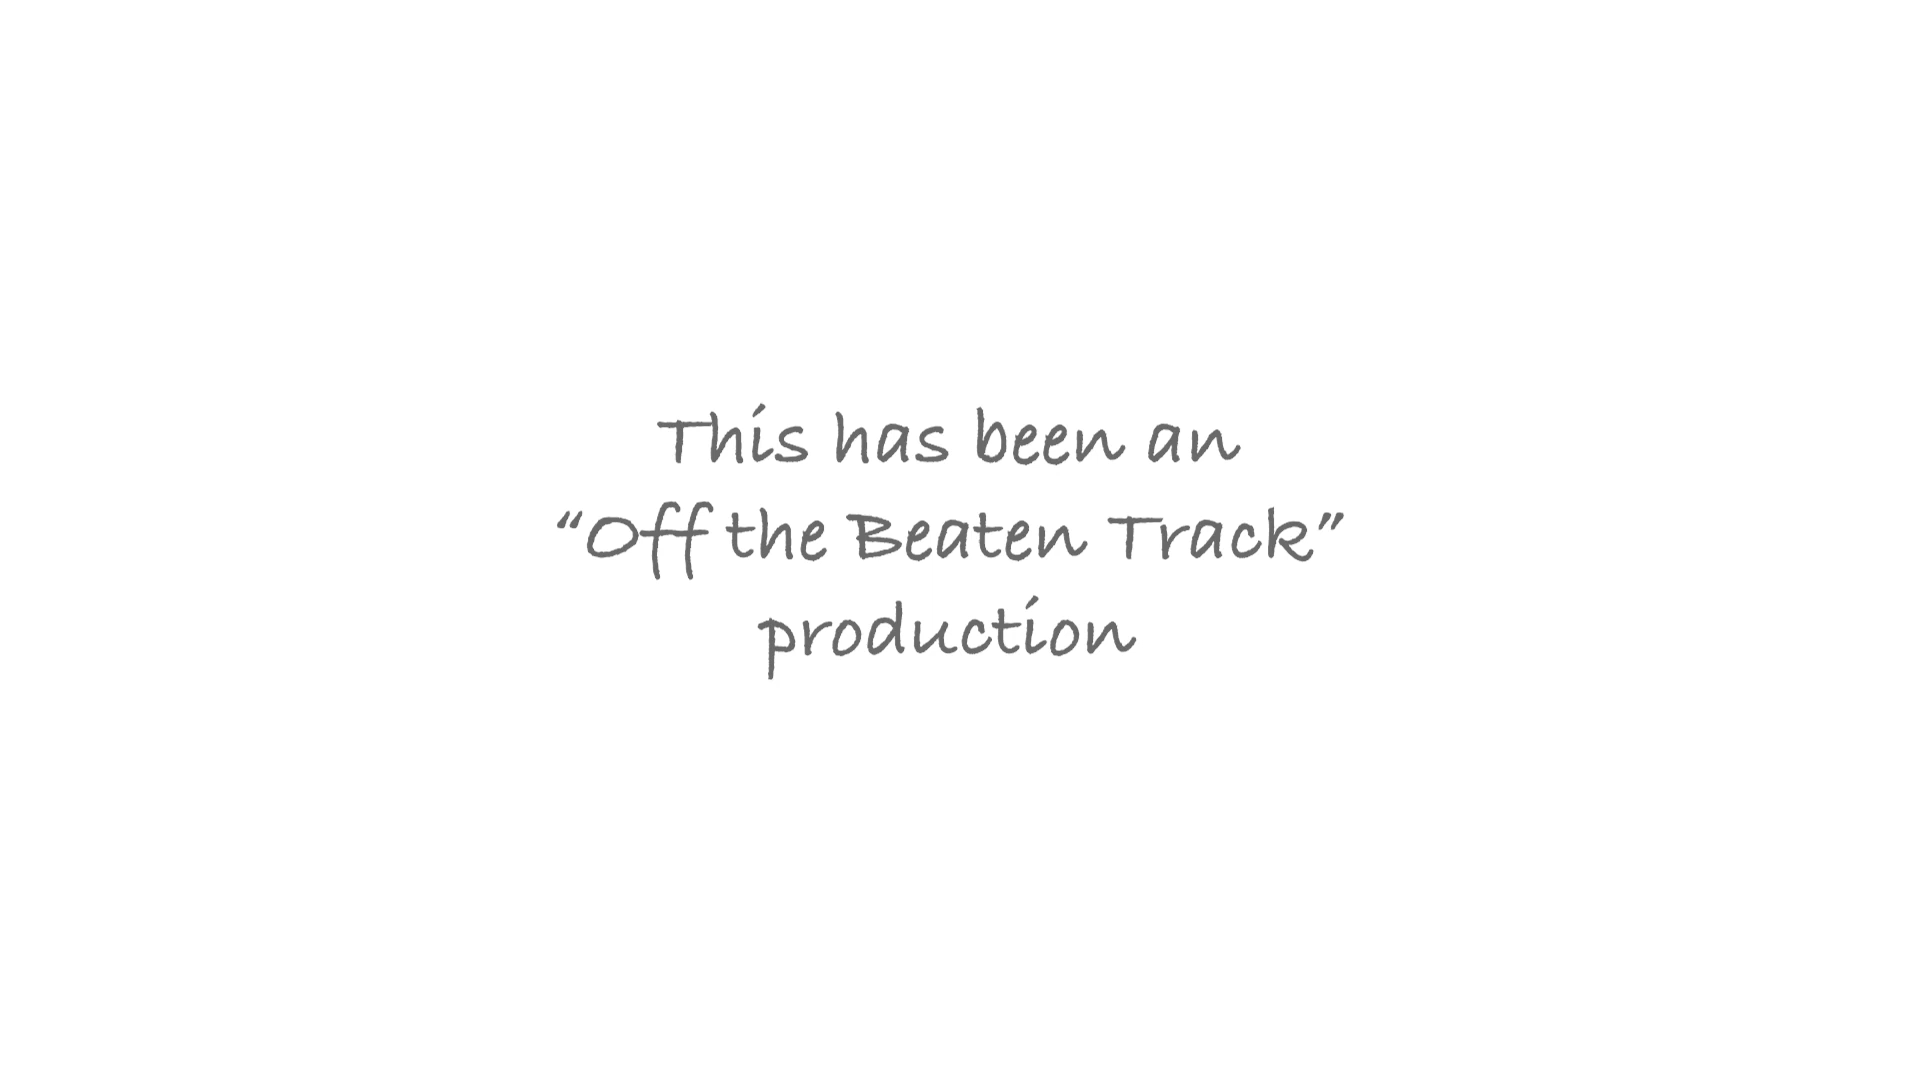 This has been an
“Off the Beaten Track”
production